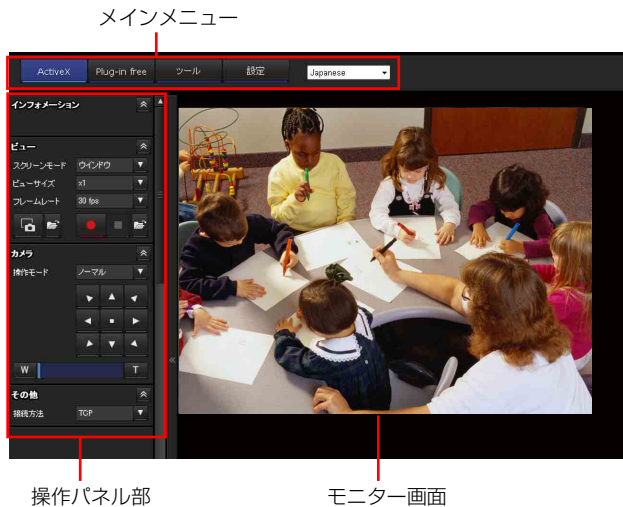 メインメニュー
ActiveX Plug-in free ツール 設定 Japanese
インフォメーション
ビュー
スクリーンモード ウインドウ
ビューサイズ x1
フレームレート 30 fps
カメラ
操作モード ノーマル
W T
その他
接続方法 TCP
操作パネル部 モニター画面